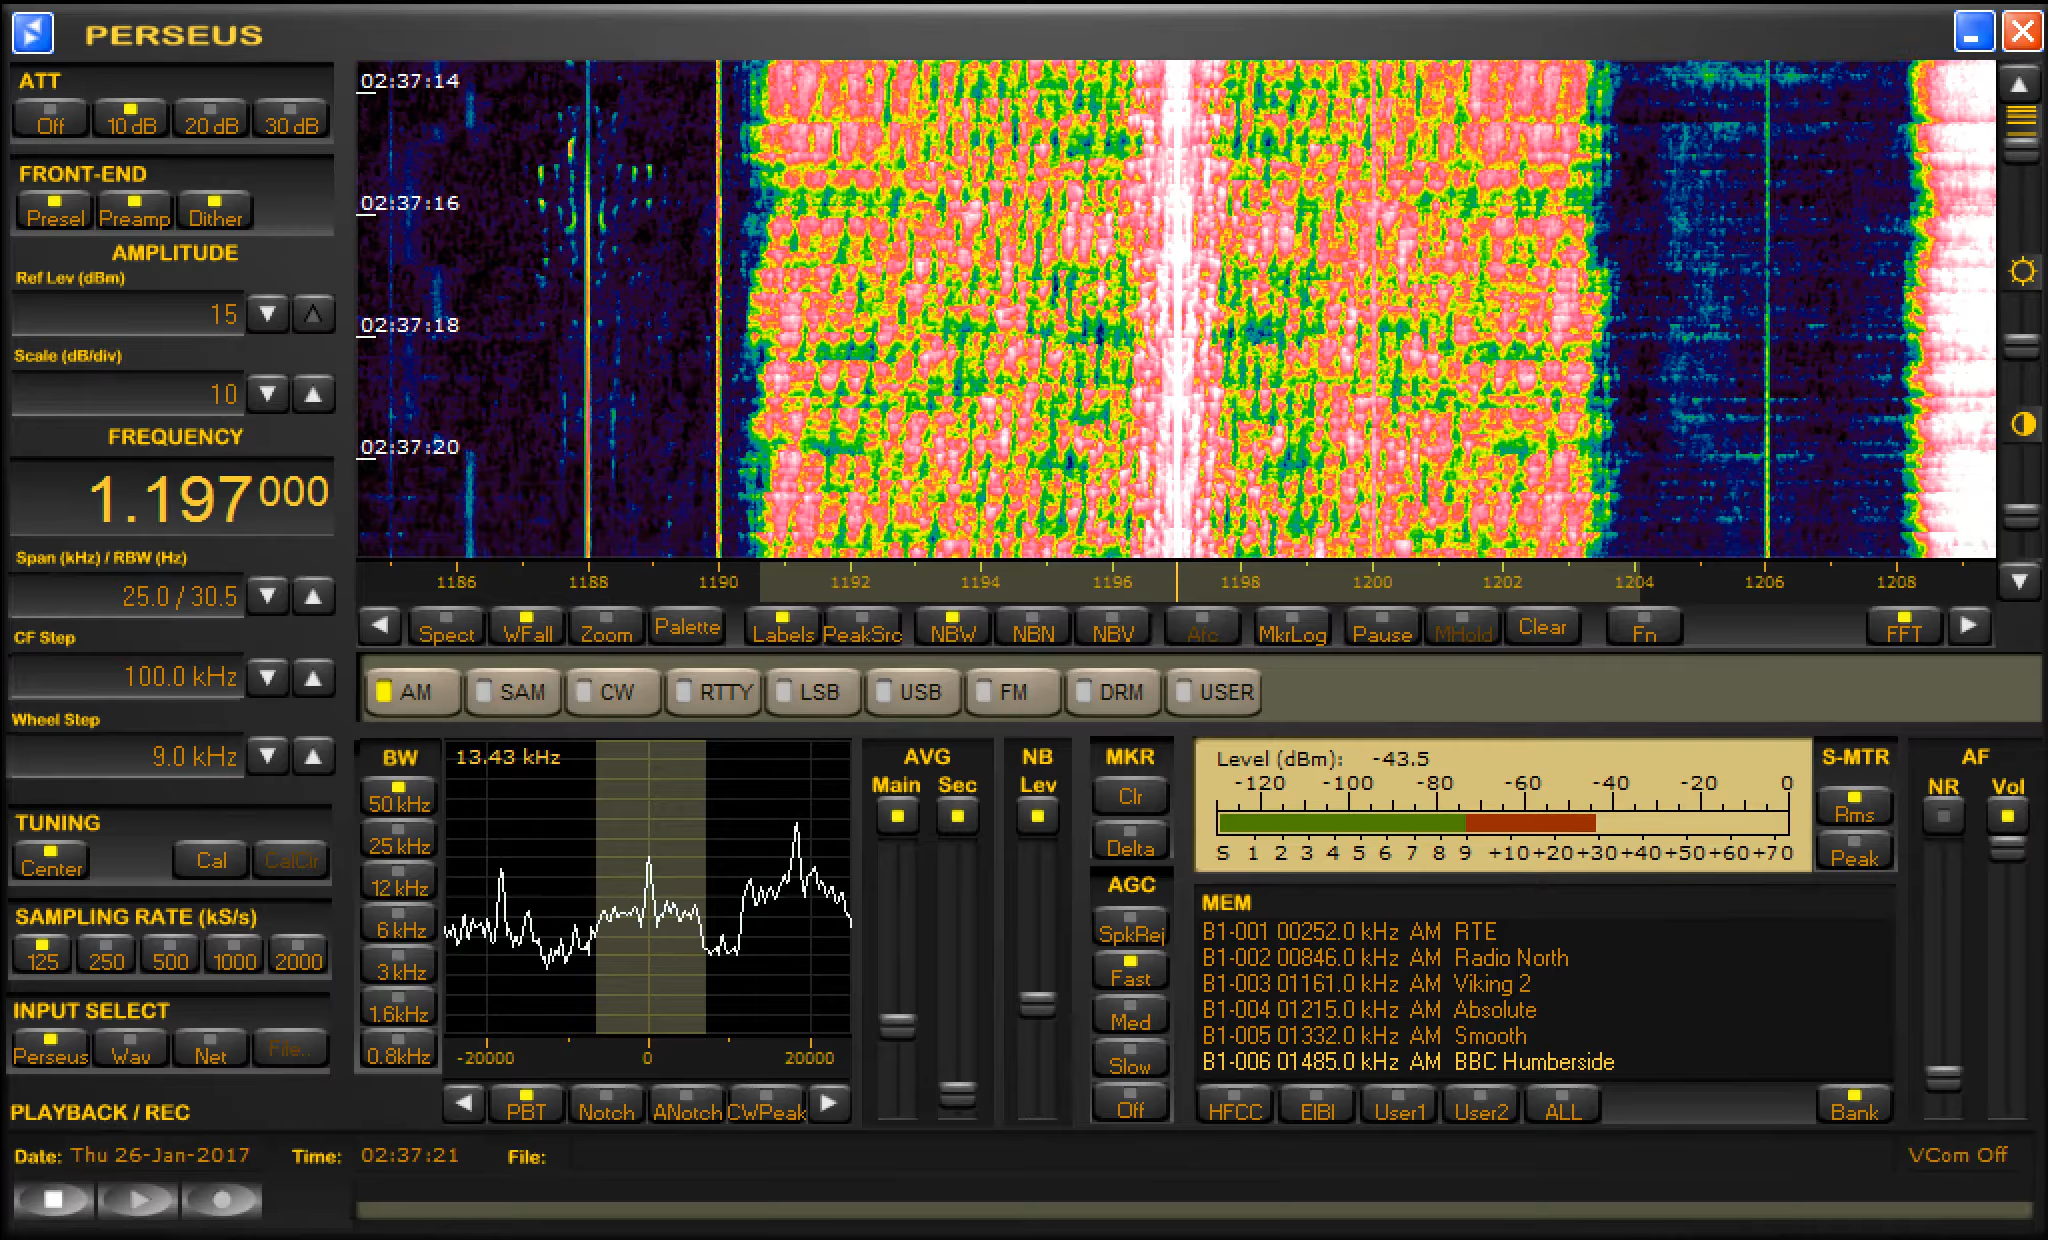 PERSEUS
ATT
Off 10 dB 20 dB 30 dB
FRONT-END
Presel Preamp Dither
AMPLITUDE
Ref Lev (dBm)
15
Scale (dB/div)
10
FREQUENCY
1.197000
Span (kHz) / RBW (Hz)
25.0 / 30.5
CF Step
100.0 kHz
Wheel Step
9.0 kHz
TUNING
Center Cal CalClr
SAMPLING RATE (kS/s)
125 250 500 1000 2000
INPUT SELECT
Perseus Wav Net File..
02:37:14
02:37:16
02:37:18
02:37:20
1186 1188 1190 1192 1194 1196 1198 1200 1202 1204 1206 1208
Spect WFall Zoom Palette Labels PeakSrc NBW NBN NBV Afc MkrLog Pause MHold Clear Fn FFT
AM SAM CW RTTY LSB USB FM DRM USER
BW
50 kHz
25 kHz
12 kHz
6 kHz
3 kHz
1.6kHz
0.8kHz
13.43 kHz
-20000 0 20000
PBT Notch ANotch CWPeak
AVG
Main Sec
NB
Lev
MKR
Clr
Delta
AGC
SpkRej
Fast
Med
Slow
Off
Level (dBm): -43.5
-120 -100 -80 -60 -40 -20 0
S 1 2 3 4 5 6 7 8 9 +10+20+30+40+50+60+70
S-MTR
Rms
Peak
AF
NR Vol
MEM
B1-001 00252.0 kHz AM RTE
B1-002 00846.0 kHz AM Radio North
B1-003 01161.0 kHz AM Viking 2
B1-004 01215.0 kHz AM Absolute
B1-005 01332.0 kHz AM Smooth
B1-006 01485.0 kHz AM BBC Humberside
HFCC EIBI User1 User2 ALL Bank
PLAYBACK / REC
Date: Thu 26-Jan-2017 Time: 02:37:21 File:
VCom Off